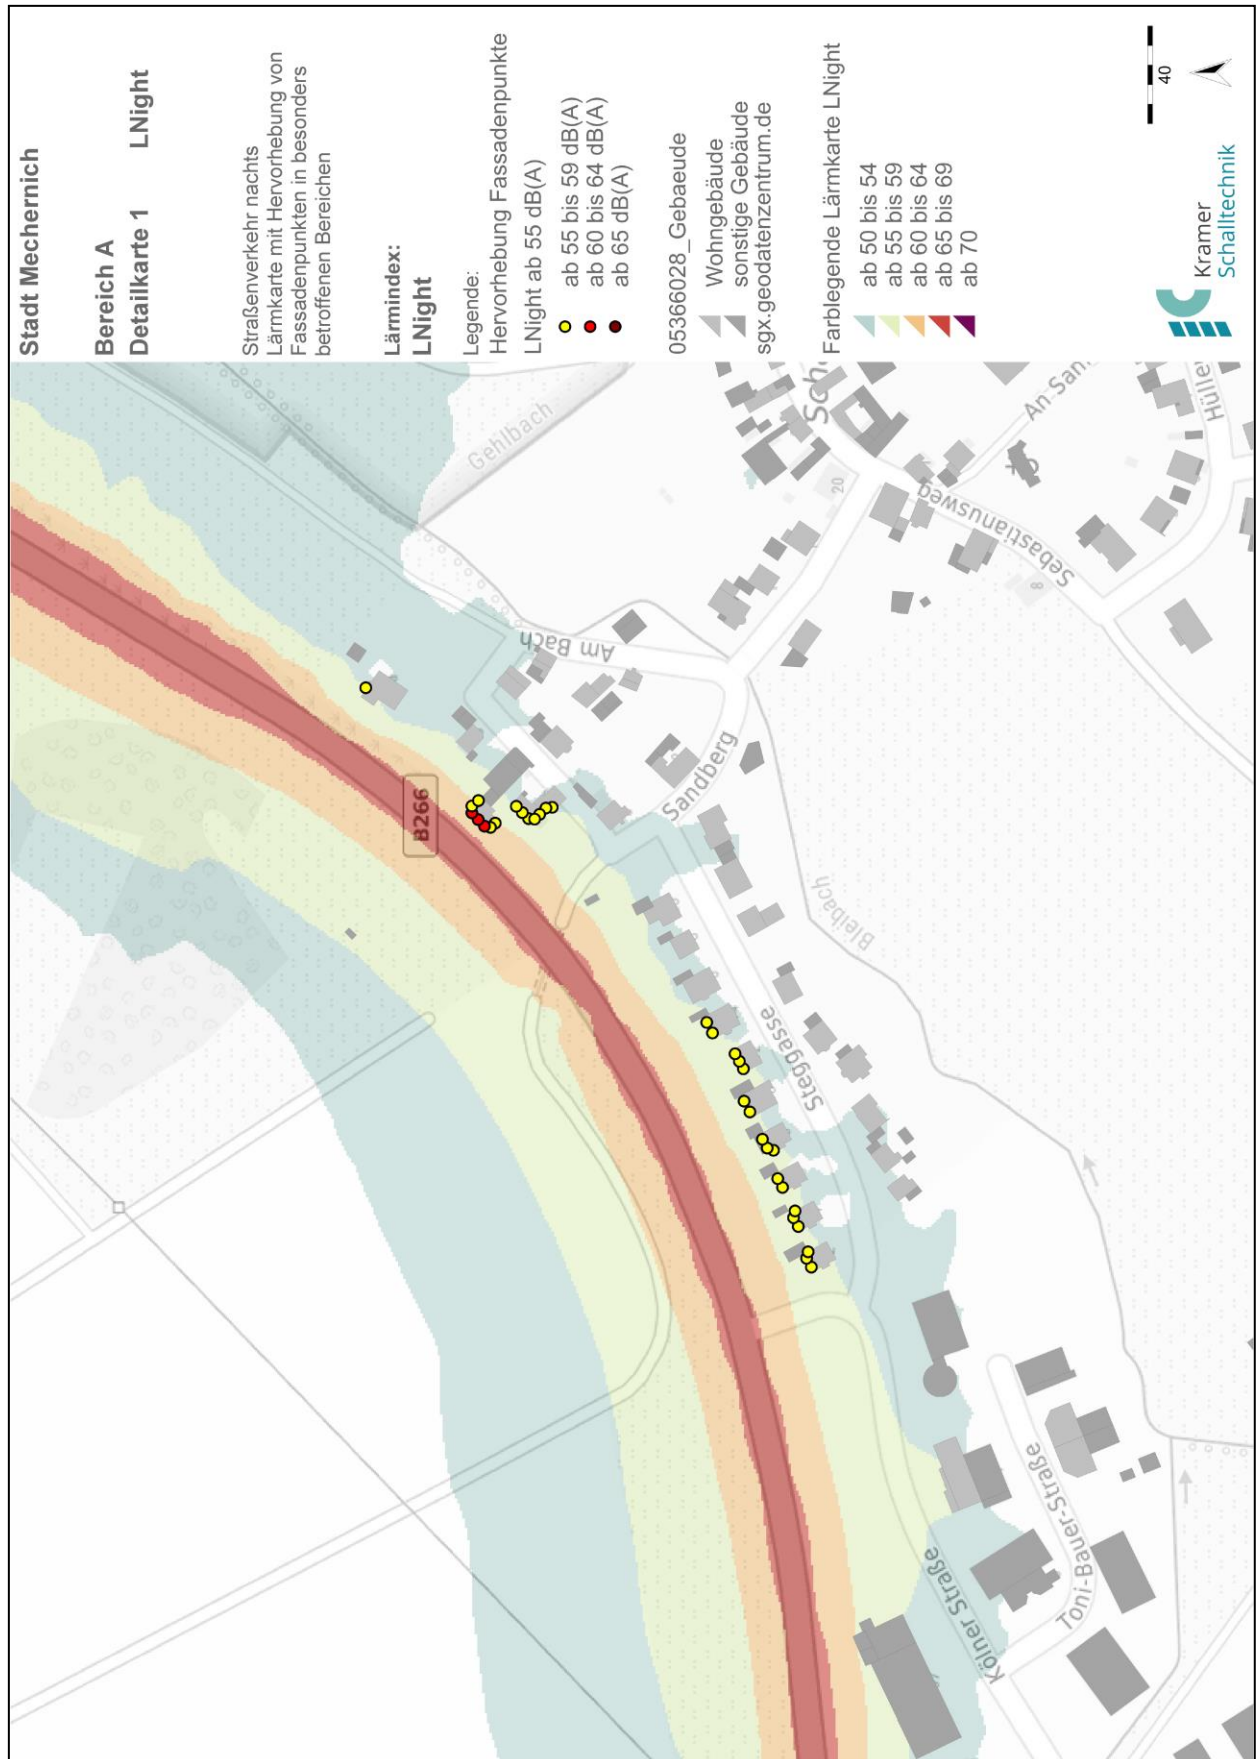 Stadt Mechernich
Bereich A
Detailkarte 1 LNight
Straßenverkehr nachts
Lärmkarte mit Hervorhebung von
Fassadenpunkten in besonders
betroffenen Bereichen
Lärmindex:
LNight
Legende:
Hervorhebung Fassadenpunkte
LNight ab 55 dB(A)
ab 55 bis 59 dB(A)
ab 60 bis 64 dB(A)
ab 65 dB(A)
05366028_Gebaeude
Wohngebäude
sonstige Gebäude
sgx.geodatenzentrum.de
Farblegende Lärmkarte LNight
ab 50 bis 54
ab 55 bis 59
ab 60 bis 64
ab 65 bis 69
ab 70
Kramer
Schalltechnik
40
Gehlbach
Am Bach
B266
Sandberg
Steggasse
Bleibach
Sebastianusweg
20
8
An San
Hülle
Kölner Straße
Toni-Bauer-Straße